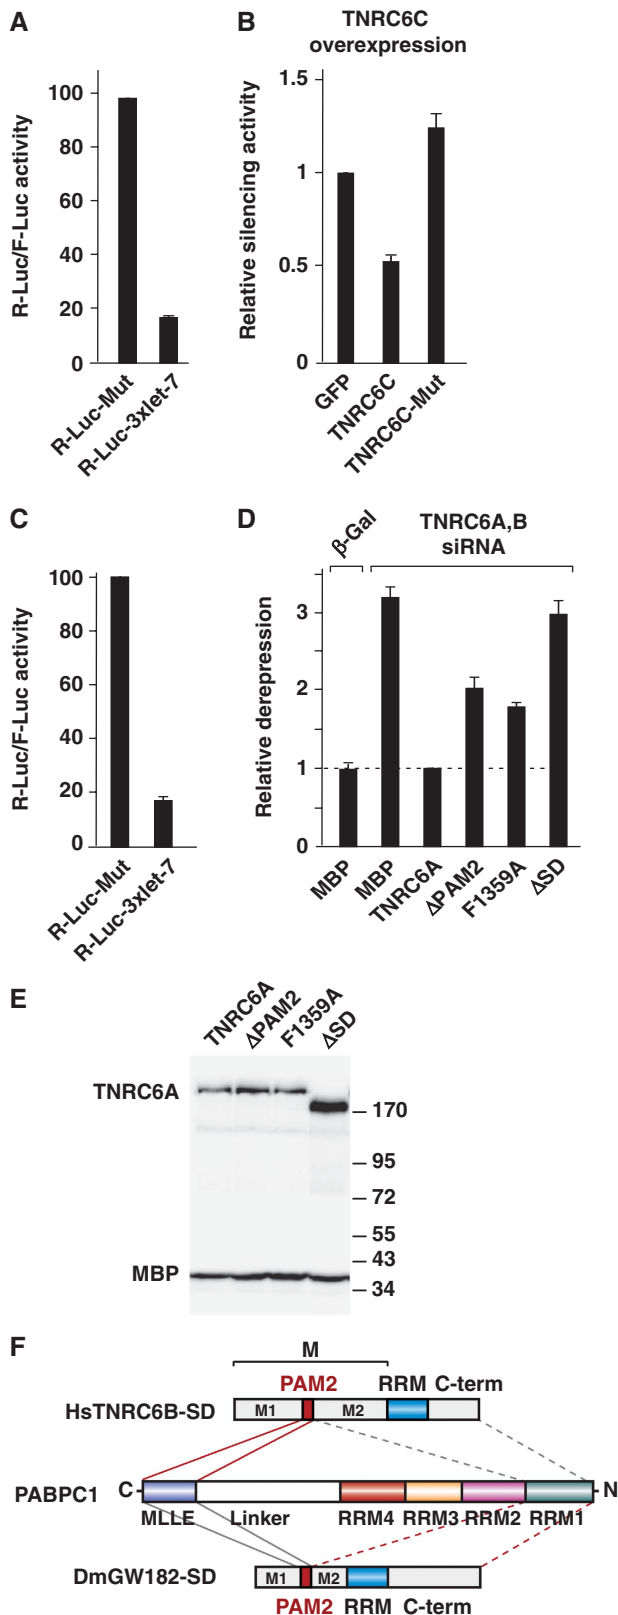 A
R-Luc/F-Luc activity
100
80
60
40
20
0
R-Luc-Mut
R-Luc-3xlet-7
B
TNRC6C
overexpression
Relative silencing activity
1.5
1
0.5
0
GFP
TNRC6C
TNRC6C-Mut
C
R-Luc/F-Luc activity
100
80
60
40
20
0
R-Luc-Mut
R-Luc-3xlet-7
D
β-Gal
TNRC6A,B
siRNA
Relative derepression
3
2
1
0
MBP
MBP
TNRC6A
ΔPAM2
F1359A
ΔSD
E
TNRC6A
ΔPAM2
F1359A
ΔSD
TNRC6A
170
95
72
55
43
MBP
34
F
M
PAM2 RRM C-term
HsTNRC6B-SD M1 M2
PABPC1 C N
MLLE Linker RRM4 RRM3 RRM2 RRM1
DmGW182-SD M1 M2
PAM2 RRM C-term